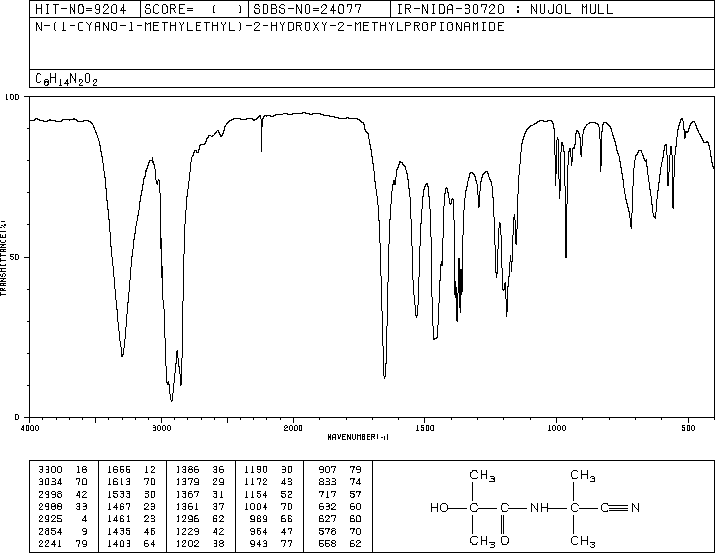 HIT-NO=9204 SCORE= ( ) SDBS-NO=24077 IR-NIDA-30720 : NUJOL MULL
N-(1-CYANO-1-METHYLETHYL)-2-HYDROXY-2-METHYLPROPIONAMIDE
C8H14N2O2
100
50
0
TRANSMITTANCE(%)
4000 3000 2000 1500 1000 500
WAVENUMBER(-1)
3300 18 1656 12 1386 36 1190 30 907 79
3034 70 1613 70 1379 29 1172 43 833 74
2998 42 1533 30 1367 31 1154 52 717 57
2988 39 1467 23 1361 37 1004 70 692 60
2925 4 1461 23 1296 62 989 66 627 60
2854 9 1435 46 1229 42 964 47 578 70
2241 79 1403 64 1202 38 943 77 558 62
CH3 CH3
HO C C NH C C N
CH3 O CH3